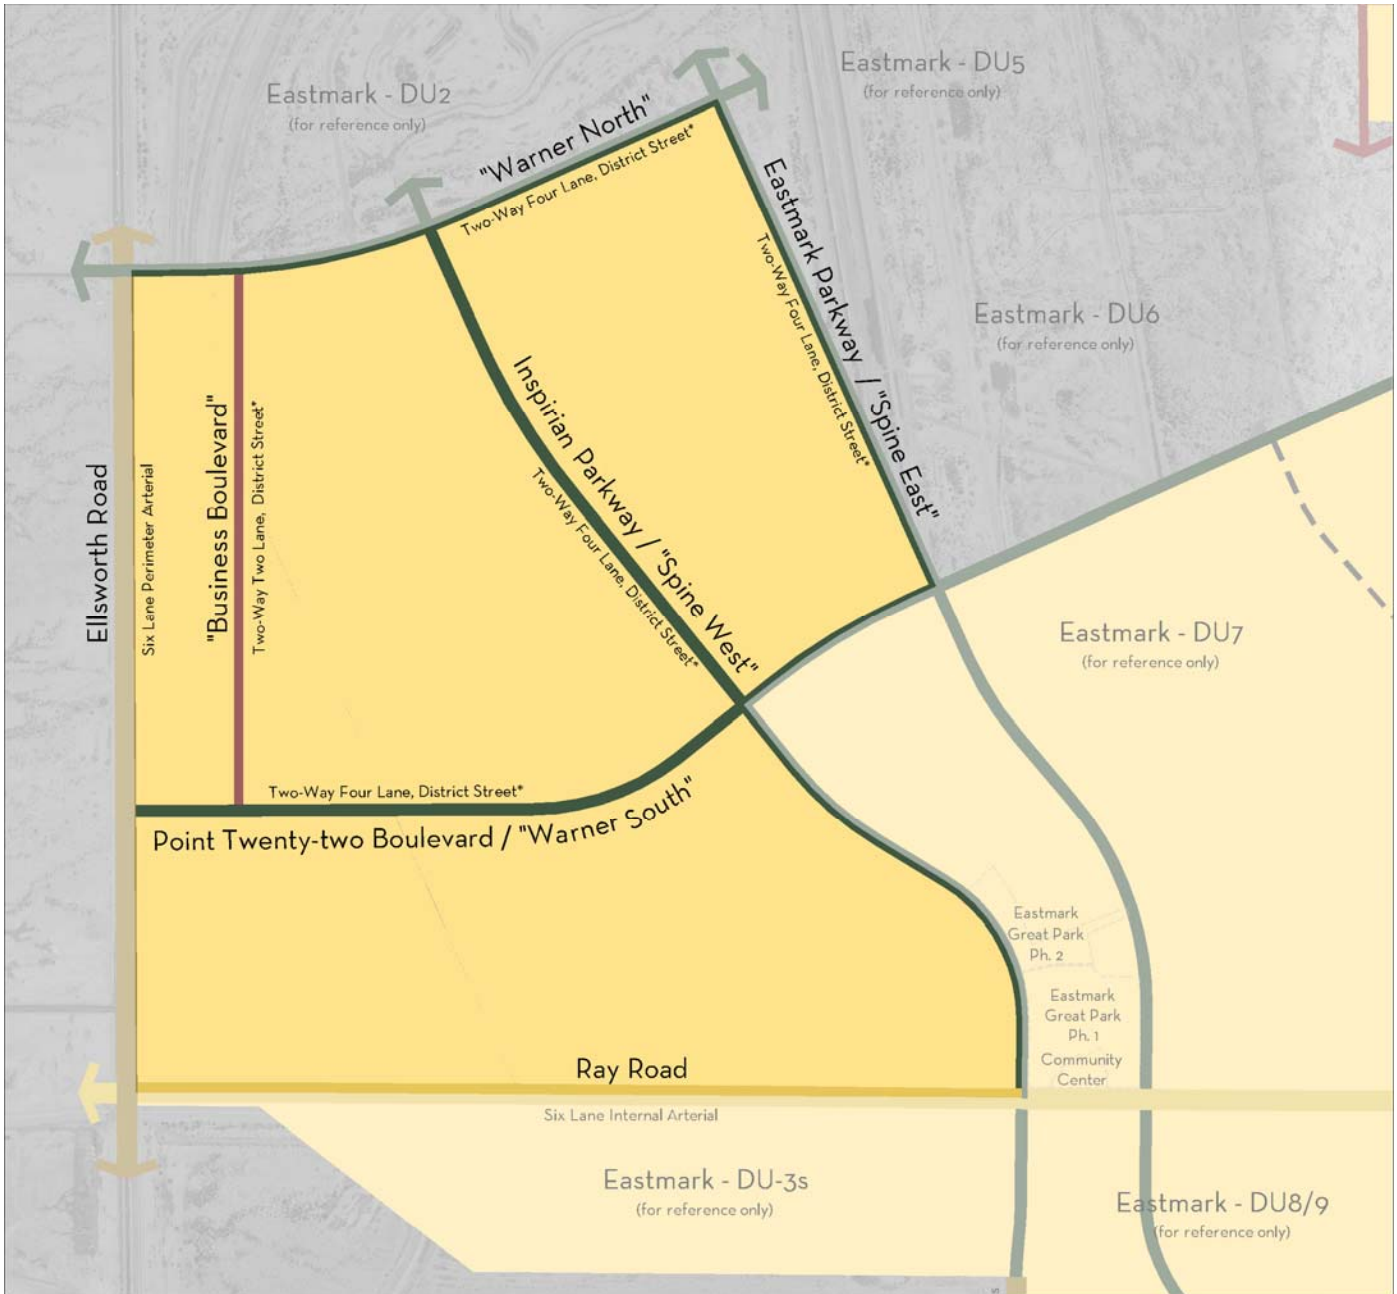 Eastmark - DU2
(for reference only)
Eastmark - DU5
(for reference only)
"Warner North"
Two-Way Four Lane, District Street*
Eastmark Parkway / "Spine East"
Two-Way Four Lane, District Street*
Eastmark - DU6
(for reference only)
Inspirian Parkway / "Spine West"
Two-Way Four Lane, District Street*
Ellsworth Road
Six Lane Perimeter Arterial
"Business Boulevard"
Two-Way Two Lane, District Street*
Eastmark - DU7
(for reference only)
Two-Way Four Lane, District Street*
Point Twenty-two Boulevard / "Warner South"
Eastmark
Great Park
Ph. 2
Eastmark
Great Park
Ph. 1
Community
Center
Ray Road
Six Lane Internal Arterial
Eastmark - DU-3s
(for reference only)
Eastmark - DU8/9
(for reference only)